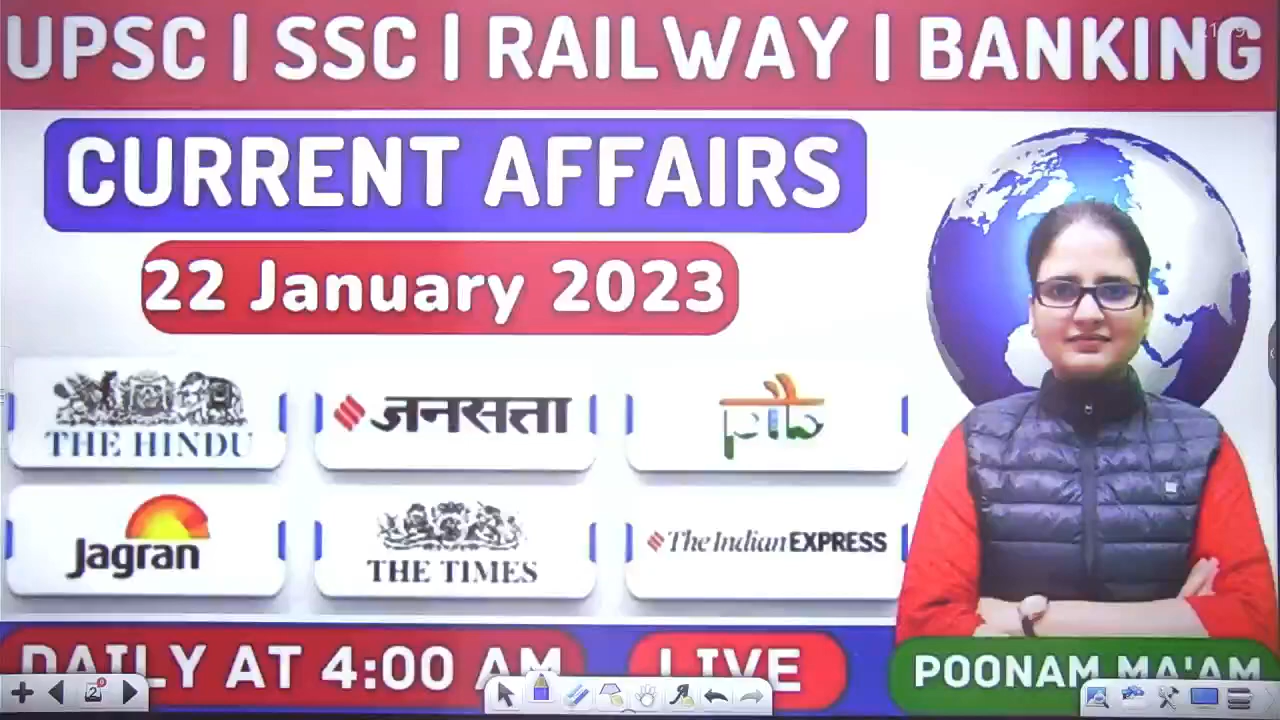 UPSC | SSC | RAILWAY | BANKING
CURRENT AFFAIRS
22 January 2023
THE HINDU
जनसत्ता
pib
Jagran
THE TIMES
The Indian EXPRESS
DAILY AT 4:00 AM
LIVE
POONAM MA'AM
2